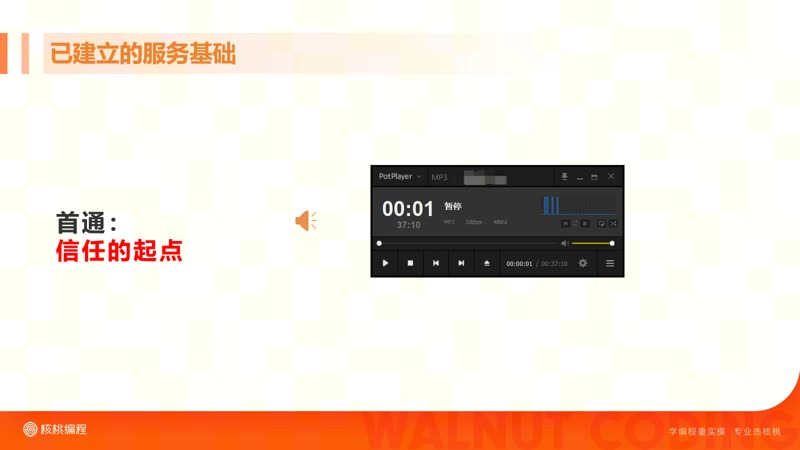 已建立的服务基础
首通：
信任的起点
PotPlayer
MP3
00:01
暂停
37:10
MP3 32kbps 48khz
00:00:01 / 00:37:10
核桃编程
WALNUT CODING
学编程重实操 专业选核桃